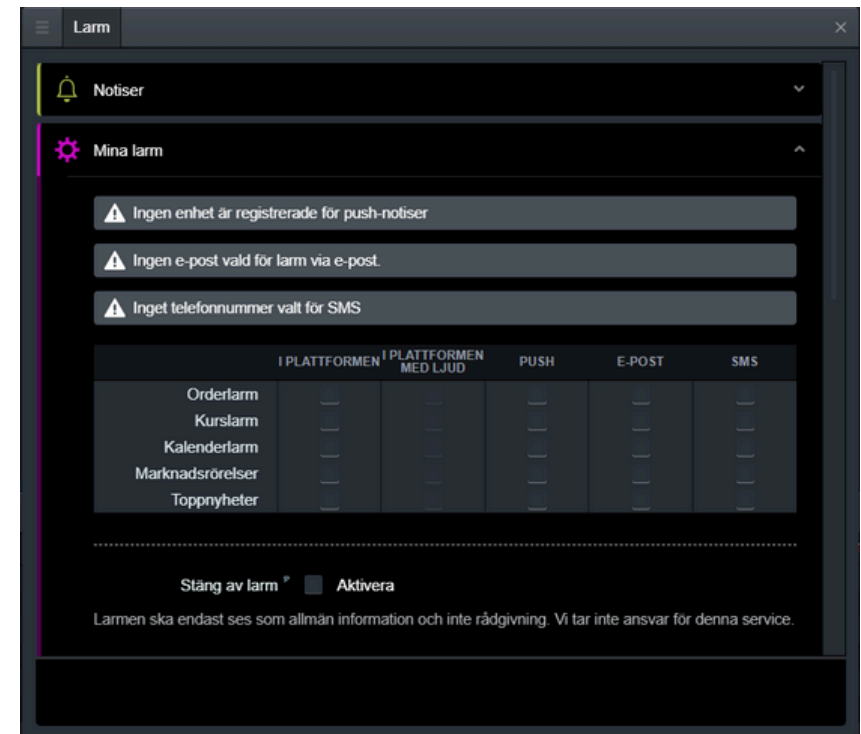 Larm
Notiser
Mina larm
Ingen enhet är registrerade för push-notiser
Ingen e-post vald för larm via e-post.
Inget telefonnummer valt för SMS
I PLATTFORMEN I PLATTFORMEN MED LJUD PUSH E-POST SMS
Orderlarm
Kurslarm
Kalenderlarm
Marknadsrörelser
Toppnyheter
Stäng av larm Aktivera
Larmen ska endast ses som allmän information och inte rådgivning. Vi tar inte ansvar för denna service.